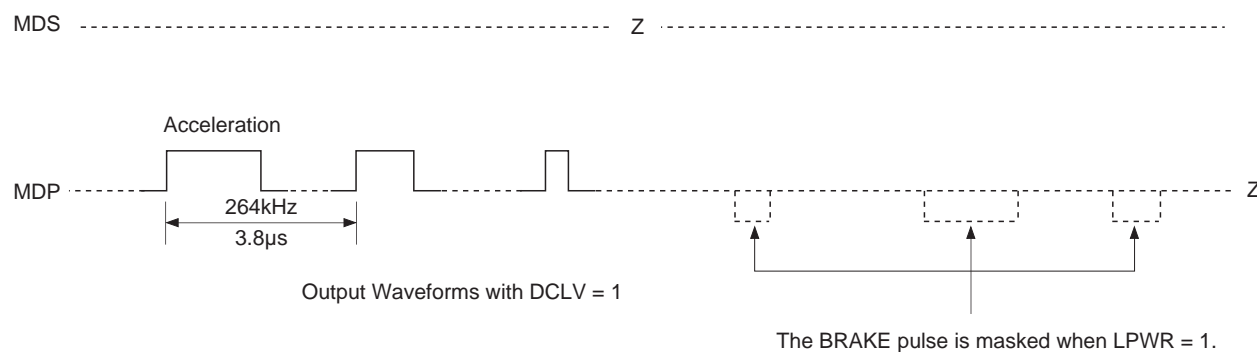 MDS
Z
Acceleration
MDP
Z
264kHz
3.8µs
Output Waveforms with DCLV = 1
The BRAKE pulse is masked when LPWR = 1.